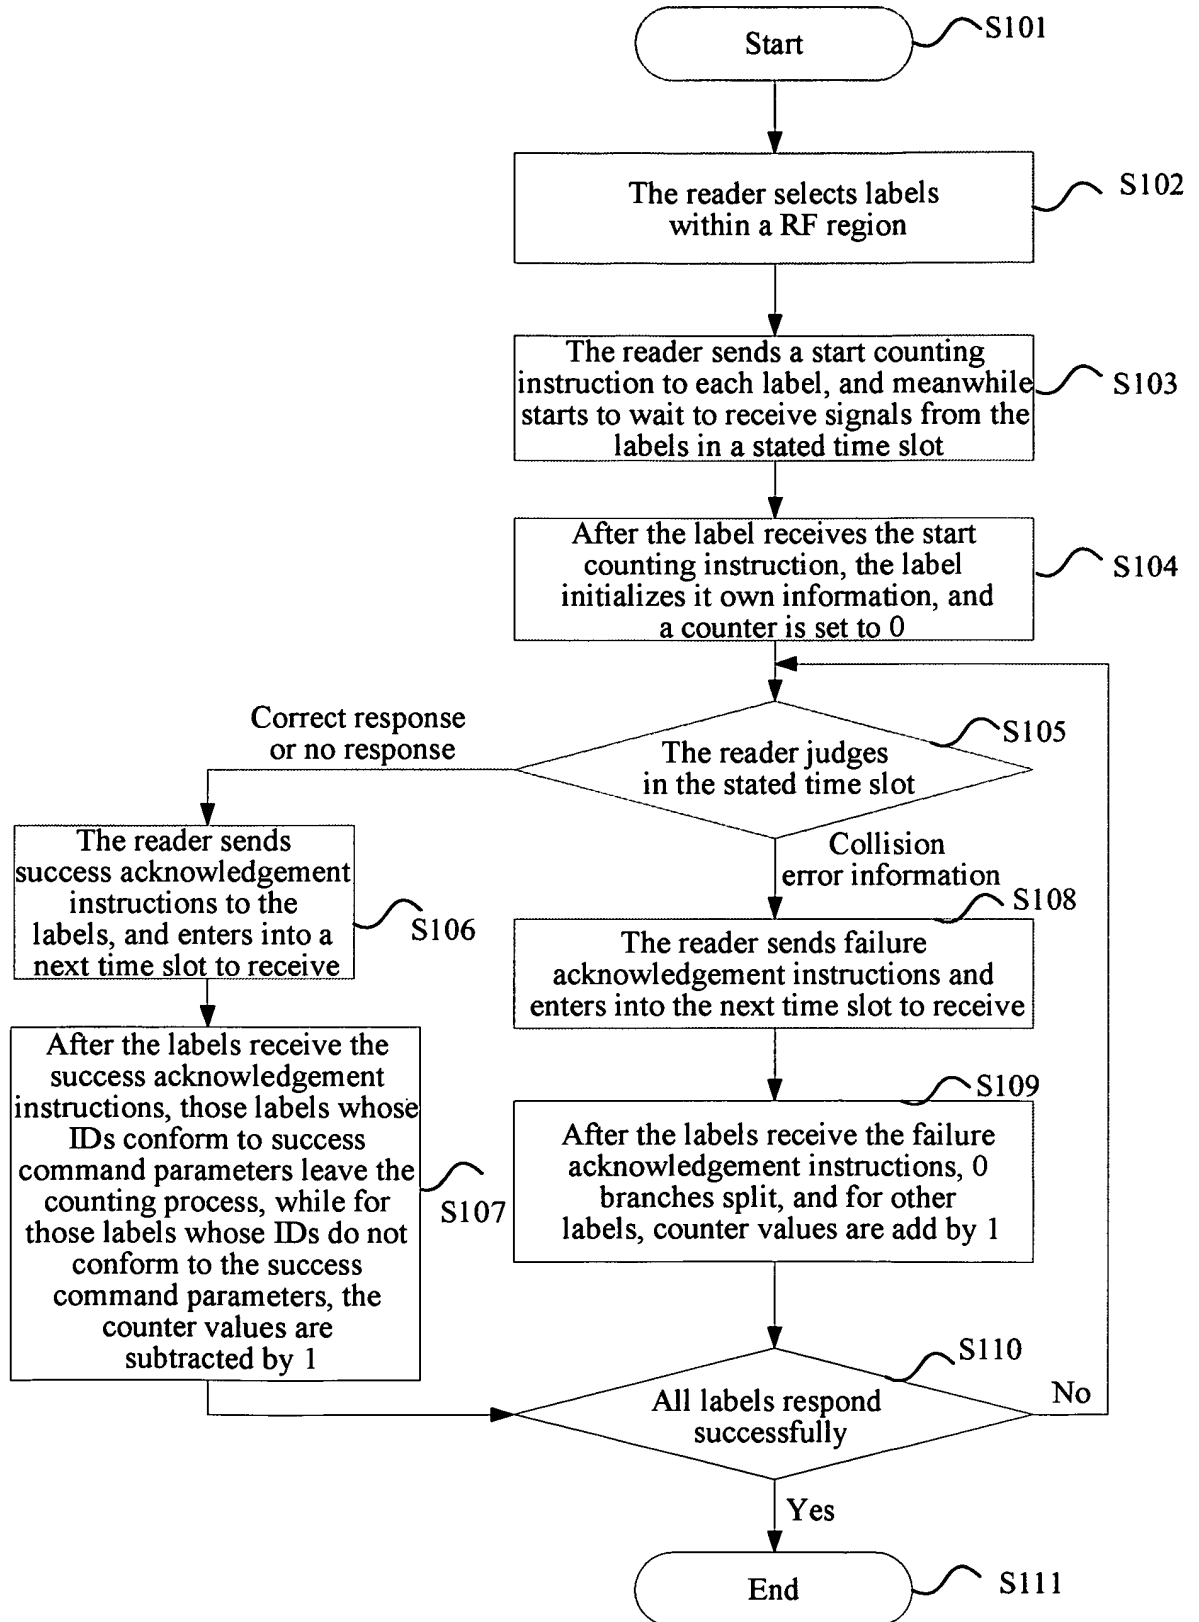 Start
S101
The reader selects labels
within a RF region
S102
The reader sends a start counting
instruction to each label, and meanwhile
starts to wait to receive signals from the
labels in a stated time slot
S103
After the label receives the start
counting instruction, the label
initializes it own information, and
a counter is set to 0
S104
Correct response
or no response
The reader judges
in the stated time slot
S105
The reader sends
success acknowledgement
instructions to the
labels, and enters into a
next time slot to receive
S106
Collision
error information
S108
The reader sends failure
acknowledgement instructions and
enters into the next time slot to receive
After the labels receive the
success acknowledgement
instructions, those labels whose
IDs conform to success
command parameters leave the
counting process, while for
those labels whose IDs do not
conform to the success
command parameters, the
counter values are
subtracted by 1
S107
S109
After the labels receive the failure
acknowledgement instructions, 0
branches split, and for other
labels, counter values are add by 1
S110
All labels respond
successfully
No
Yes
End
S111